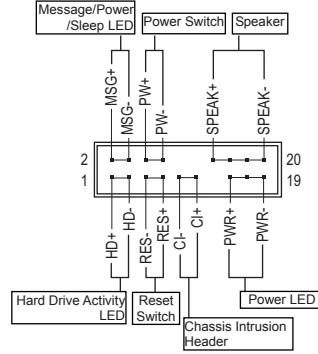 Message/Power
/Sleep LED
Power Switch
Speaker
MSG+
MSG-
PW+
PW-
SPEAK+
SPEAK-
2
20
1
19
HD+
HD-
RES-
RES+
CI-
CI+
PWR+
PWR-
Hard Drive Activity
LED
Reset
Switch
Power LED
Chassis Intrusion
Header